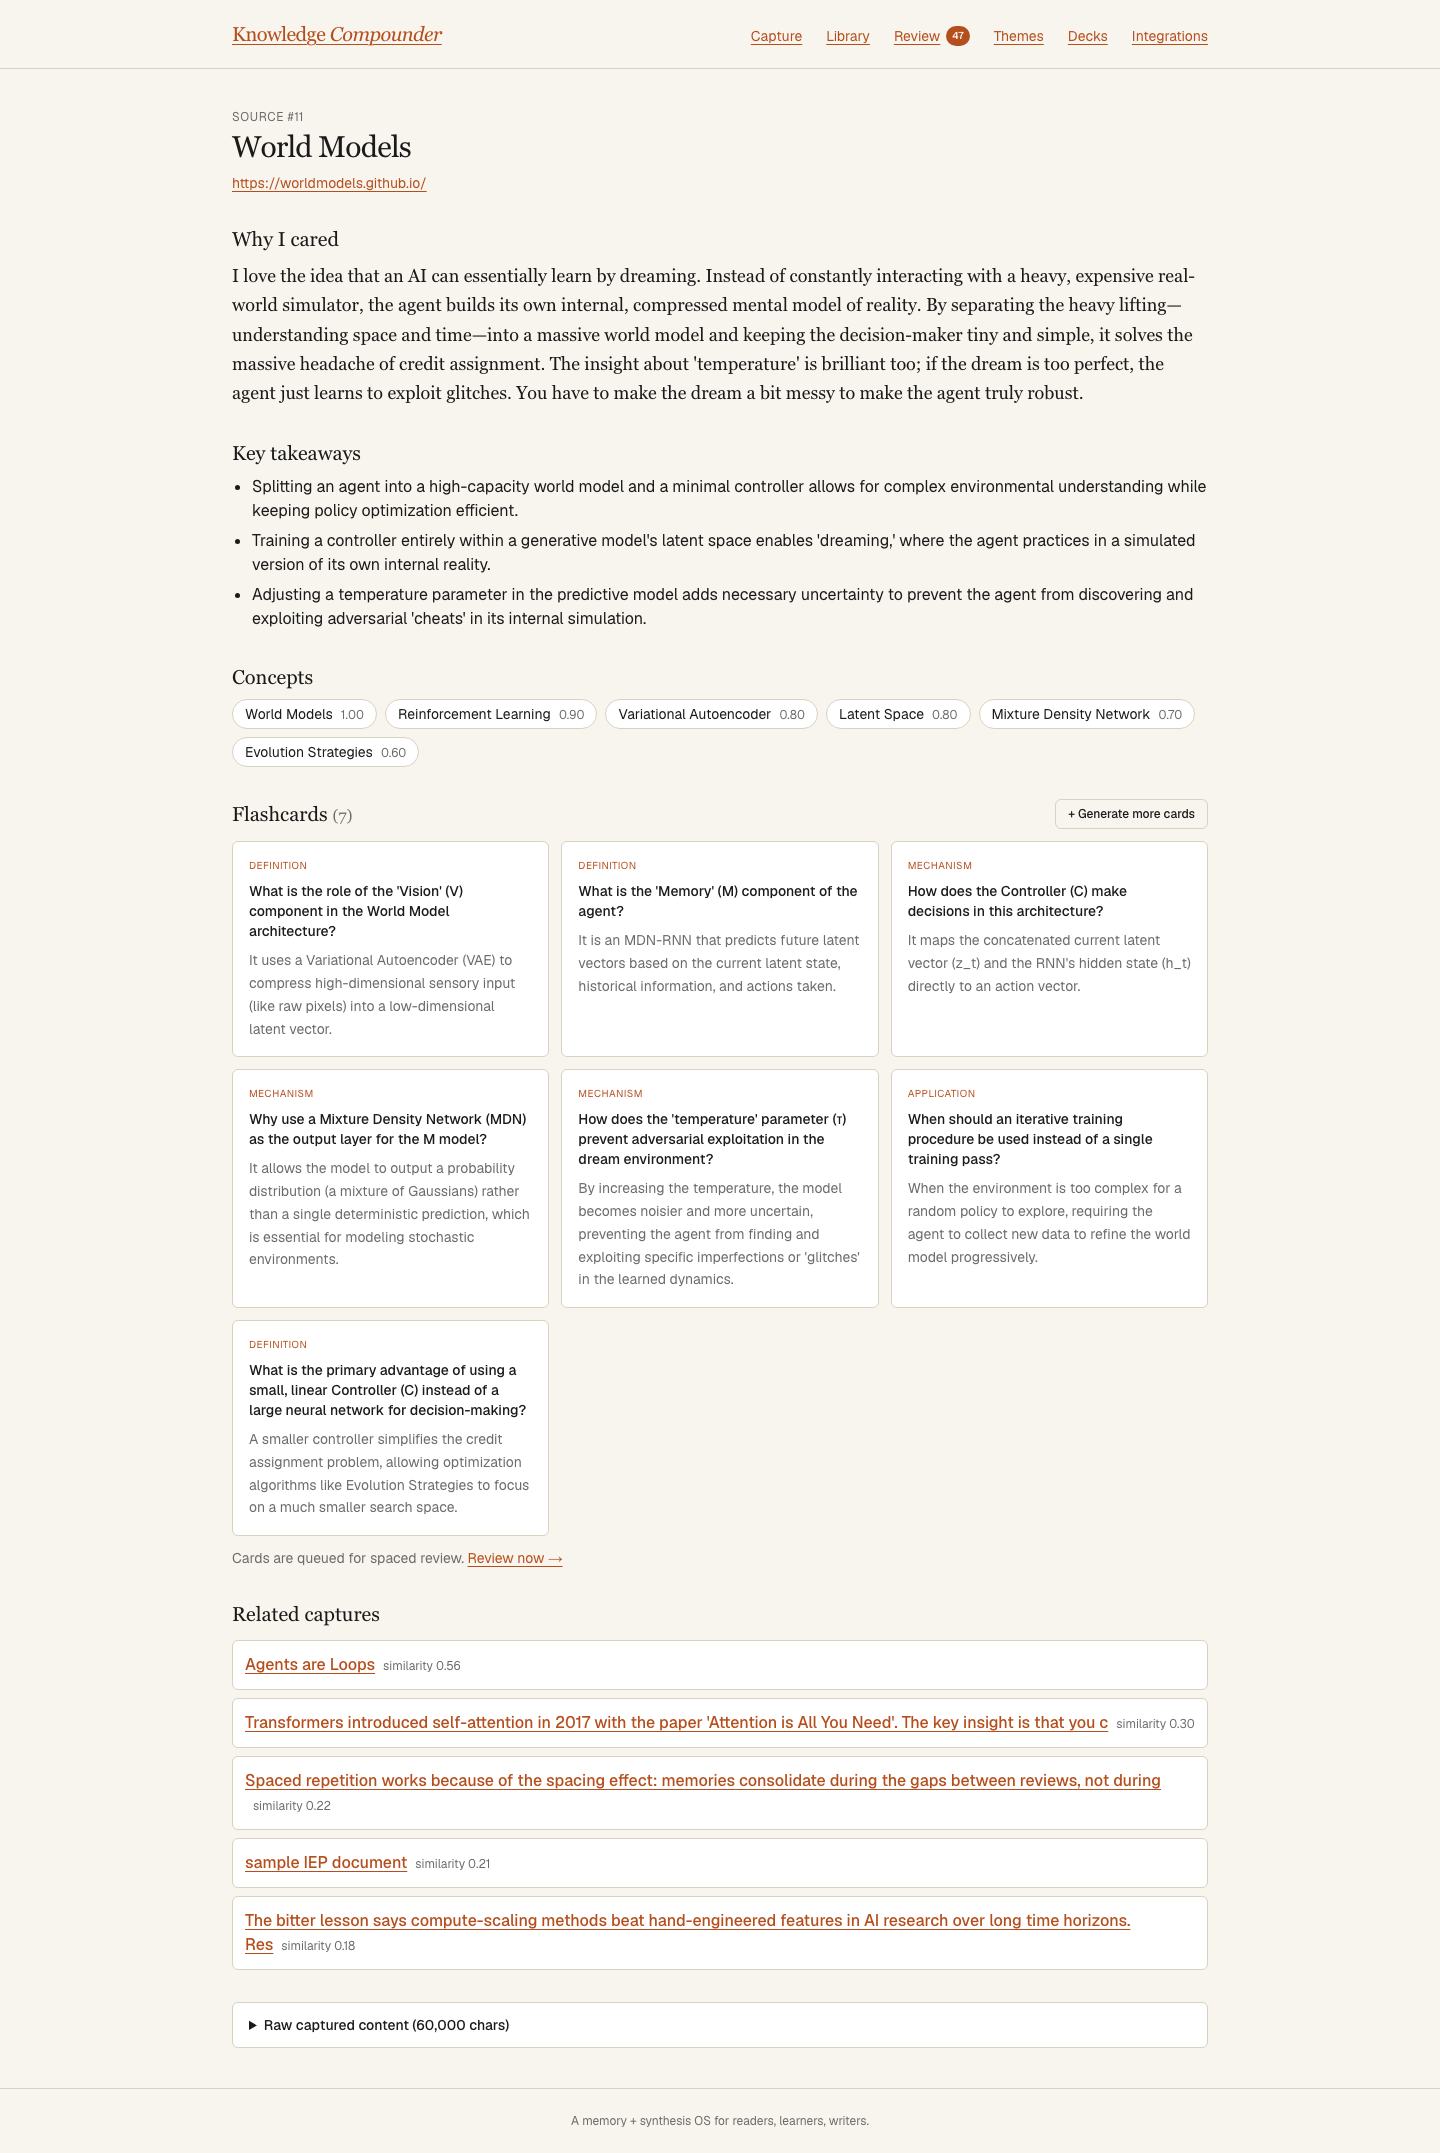 Knowledge Compounder
Capture
Library
Review 47
Themes
Decks
Integrations
SOURCE #11
World Models
https://worldmodels.github.io/
Why I cared
I love the idea that an AI can essentially learn by dreaming. Instead of constantly interacting with a heavy, expensive real-
world simulator, the agent builds its own internal, compressed mental model of reality. By separating the heavy lifting—
understanding space and time—into a massive world model and keeping the decision-maker tiny and simple, it solves the
massive headache of credit assignment. The insight about 'temperature' is brilliant too; if the dream is too perfect, the
agent just learns to exploit glitches. You have to make the dream a bit messy to make the agent truly robust.
Key takeaways
• Splitting an agent into a high-capacity world model and a minimal controller allows for complex environmental understanding while
keeping policy optimization efficient.
• Training a controller entirely within a generative model's latent space enables 'dreaming,' where the agent practices in a simulated
version of its own internal reality.
• Adjusting a temperature parameter in the predictive model adds necessary uncertainty to prevent the agent from discovering and
exploiting adversarial 'cheats' in its internal simulation.
Concepts
World Models 1.00
Reinforcement Learning 0.90
Variational Autoencoder 0.80
Latent Space 0.80
Mixture Density Network 0.70
Evolution Strategies 0.60
Flashcards (7)
+ Generate more cards
DEFINITION
What is the role of the 'Vision' (V)
component in the World Model
architecture?
It uses a Variational Autoencoder (VAE) to
compress high-dimensional sensory input
(like raw pixels) into a low-dimensional
latent vector.
DEFINITION
What is the 'Memory' (M) component of the
agent?
It is an MDN-RNN that predicts future latent
vectors based on the current latent state,
historical information, and actions taken.
MECHANISM
How does the Controller (C) make
decisions in this architecture?
It maps the concatenated current latent
vector (z_t) and the RNN's hidden state (h_t)
directly to an action vector.
MECHANISM
Why use a Mixture Density Network (MDN)
as the output layer for the M model?
It allows the model to output a probability
distribution (a mixture of Gaussians) rather
than a single deterministic prediction, which
is essential for modeling stochastic
environments.
MECHANISM
How does the 'temperature' parameter (τ)
prevent adversarial exploitation in the
dream environment?
By increasing the temperature, the model
becomes noisier and more uncertain,
preventing the agent from finding and
exploiting specific imperfections or 'glitches'
in the learned dynamics.
APPLICATION
When should an iterative training
procedure be used instead of a single
training pass?
When the environment is too complex for a
random policy to explore, requiring the
agent to collect new data to refine the world
model progressively.
DEFINITION
What is the primary advantage of using a
small, linear Controller (C) instead of a
large neural network for decision-making?
A smaller controller simplifies the credit
assignment problem, allowing optimization
algorithms like Evolution Strategies to focus
on a much smaller search space.
Cards are queued for spaced review. Review now →
Related captures
Agents are Loops similarity 0.56
Transformers introduced self-attention in 2017 with the paper 'Attention is All You Need'. The key insight is that you c similarity 0.30
Spaced repetition works because of the spacing effect: memories consolidate during the gaps between reviews, not during
similarity 0.22
sample IEP document similarity 0.21
The bitter lesson says compute-scaling methods beat hand-engineered features in AI research over long time horizons.
Res similarity 0.18
▶ Raw captured content (60,000 chars)
A memory + synthesis OS for readers, learners, writers.